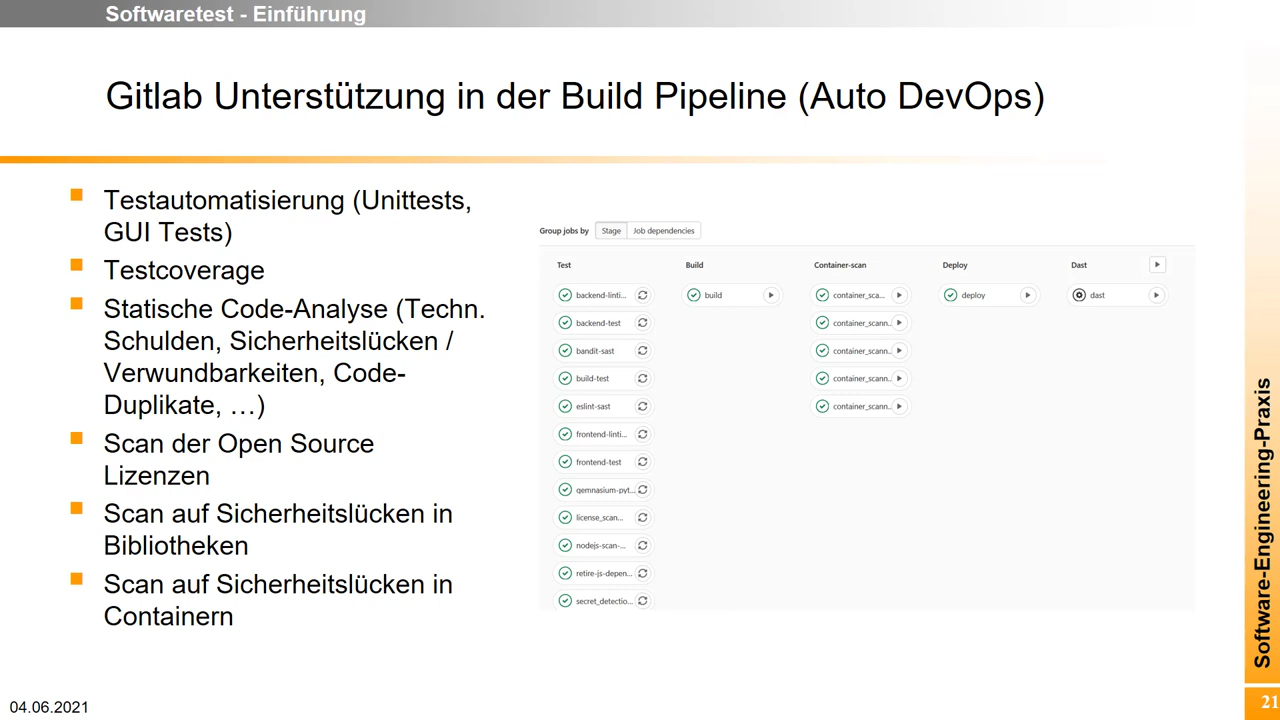 Softwaretest - Einführung
Gitlab Unterstützung in der Build Pipeline (Auto DevOps)
Testautomatisierung (Unittests,
GUI Tests)
Testcoverage
Statische Code-Analyse (Techn.
Schulden, Sicherheitslücken /
Verwundbarkeiten, Code-
Duplikate, …)
Scan der Open Source
Lizenzen
Scan auf Sicherheitslücken in
Bibliotheken
Scan auf Sicherheitslücken in
Containern
Group jobs by Stage Job dependencies
Test Build Container-scan Deploy Dast
backend-linti... build container_sca... deploy dast
backend-test container_scann...
bandit-sast container_scann...
build-test container_scann...
eslint-sast container_scann...
frontend-linti...
frontend-test
gemnasium-pyt...
license_scan...
nodejs-scan-...
retire-js-depen...
secret_detectio...
Software-Engineering-Praxis
04.06.2021
21